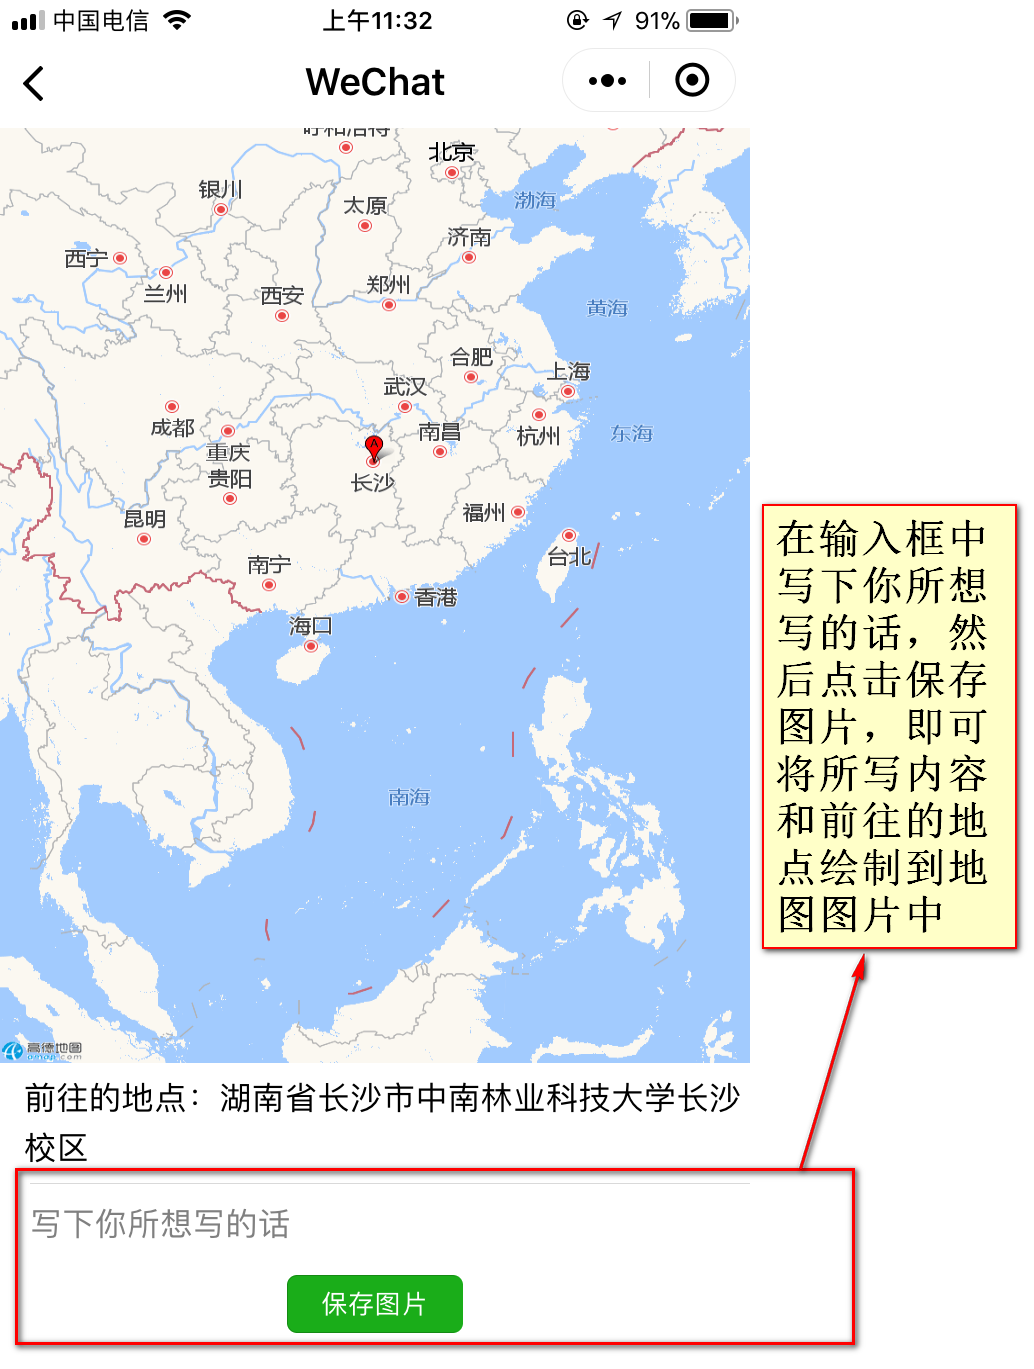 中国电信
上午11:32
91%
WeChat
呼和浩特
北京
银川
太原
渤海
济南
西宁
兰州
西安
郑州
黄海
合肥
上海
武汉
成都
重庆
南昌
杭州
东海
A
长沙
贵阳
福州
昆明
台北
南宁
香港
海口
南海
高德地图
amap.com
在输入框中
写下你所想
写的话，然
后点击保存
图片，即可
将所写内容
和前往的地
点绘制到地
图图片中
前往的地点：湖南省长沙市中南林业科技大学长沙
校区
写下你所想写的话
保存图片